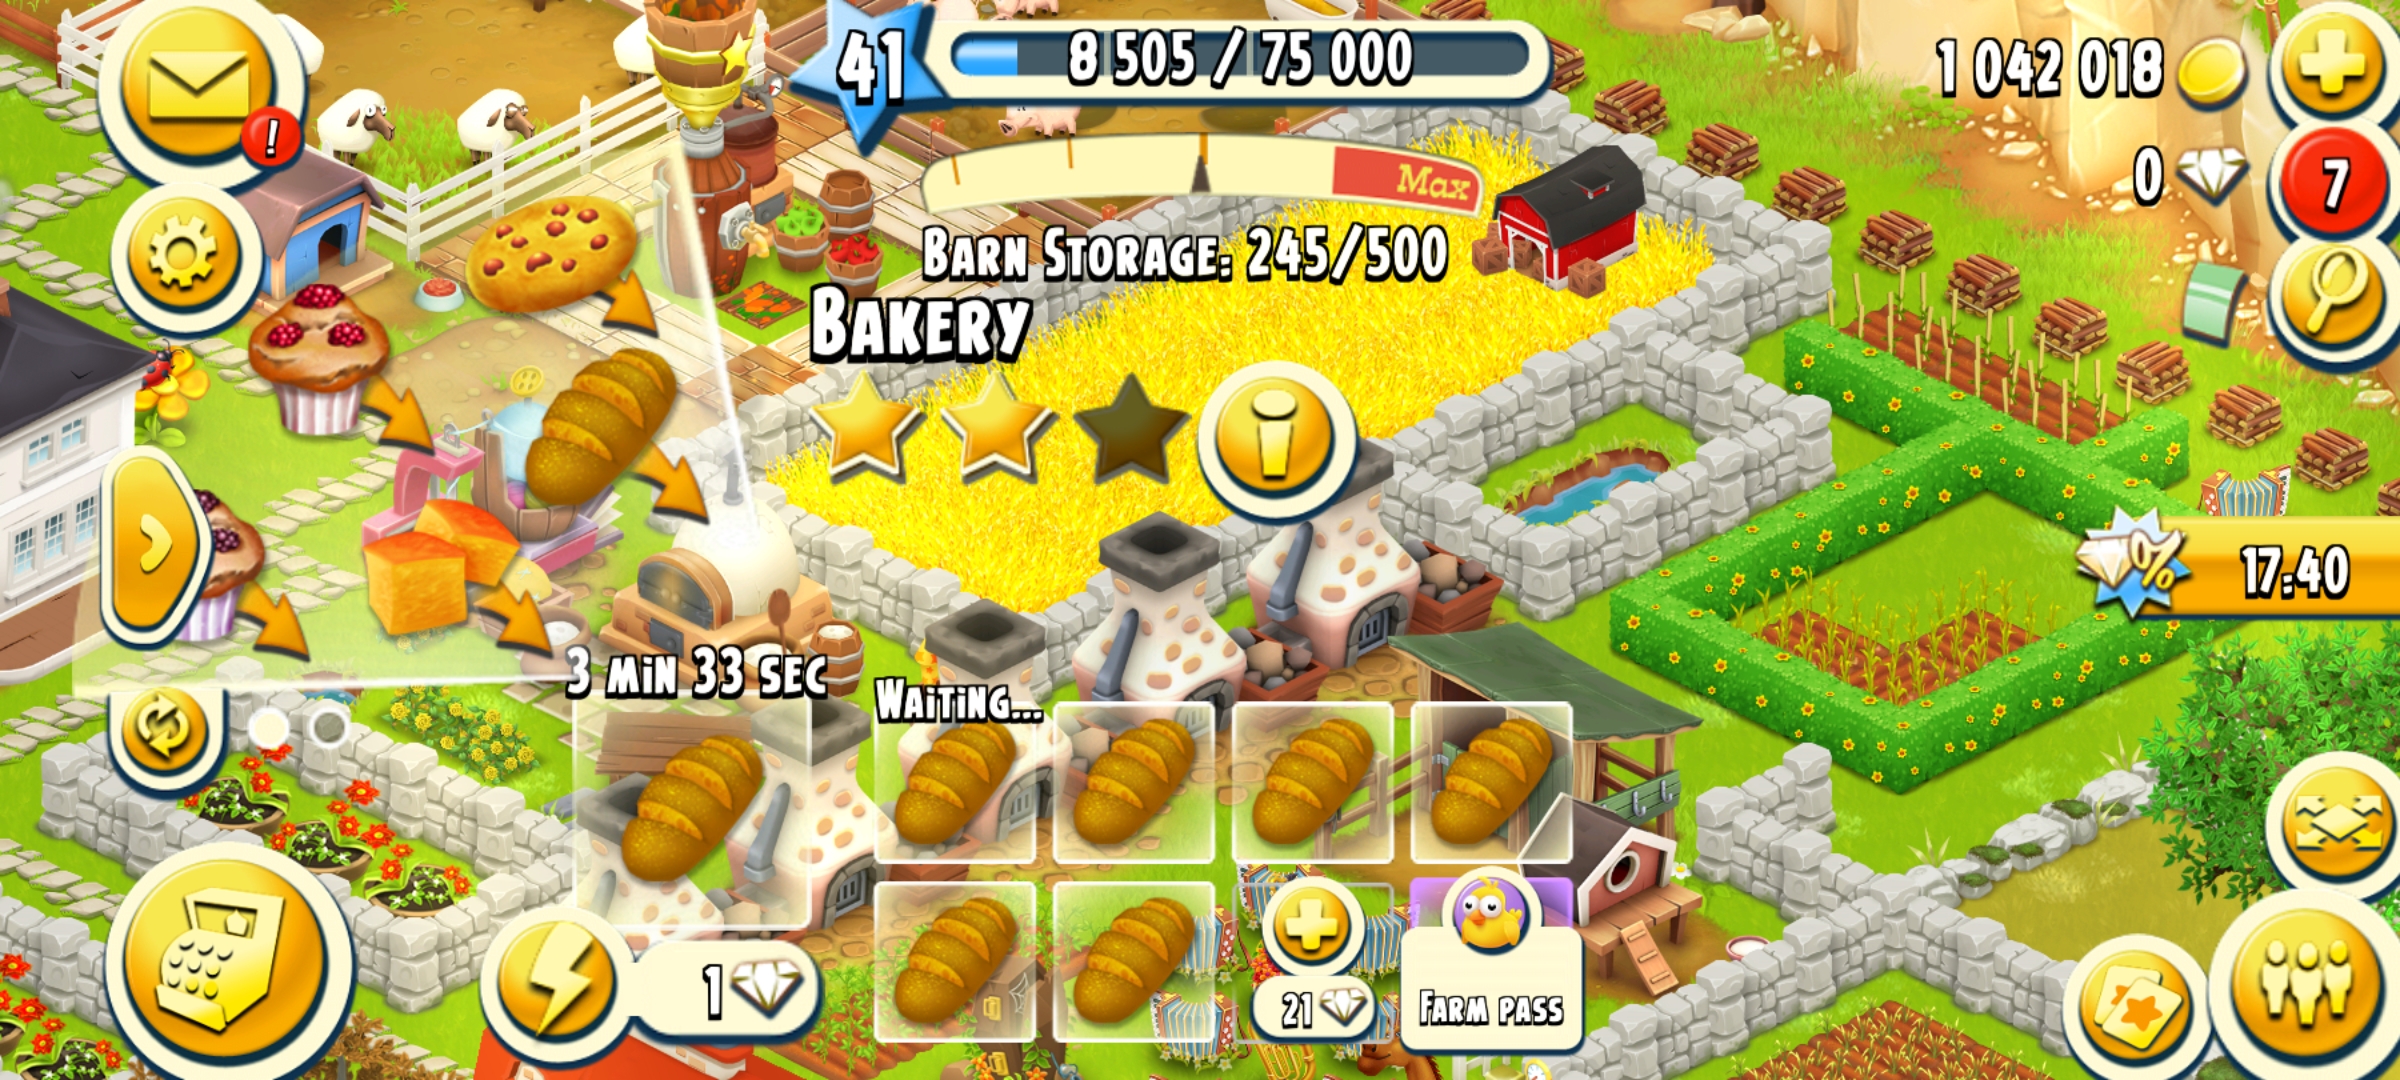 41
8 505 / 75 000
1 042 018
!
Max
0
7
Barn Storage: 245/500
Bakery
%
17:40
3 min 33 sec
Waiting...
1
21
Farm pass